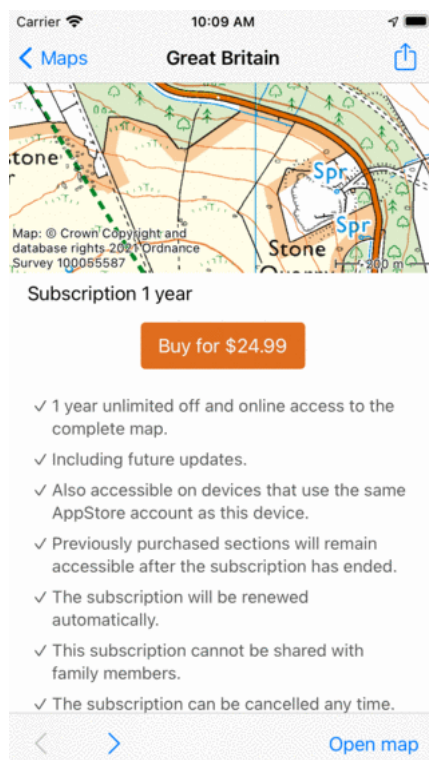 Carrier 10:09 AM
Maps Great Britain
tone
Spr
Spr
Map: © Crown Copyright and
database rights 2021 Ordnance
Survey 100055587
Stone
200 m
Subscription 1 year
Buy for $24.99
✓ 1 year unlimited off and online access to the
complete map.
✓ Including future updates.
✓ Also accessible on devices that use the same
AppStore account as this device.
✓ Previously purchased sections will remain
accessible after the subscription has ended.
✓ The subscription will be renewed
automatically.
✓ This subscription cannot be shared with
family members.
✓ The subscription can be cancelled any time.
Open map